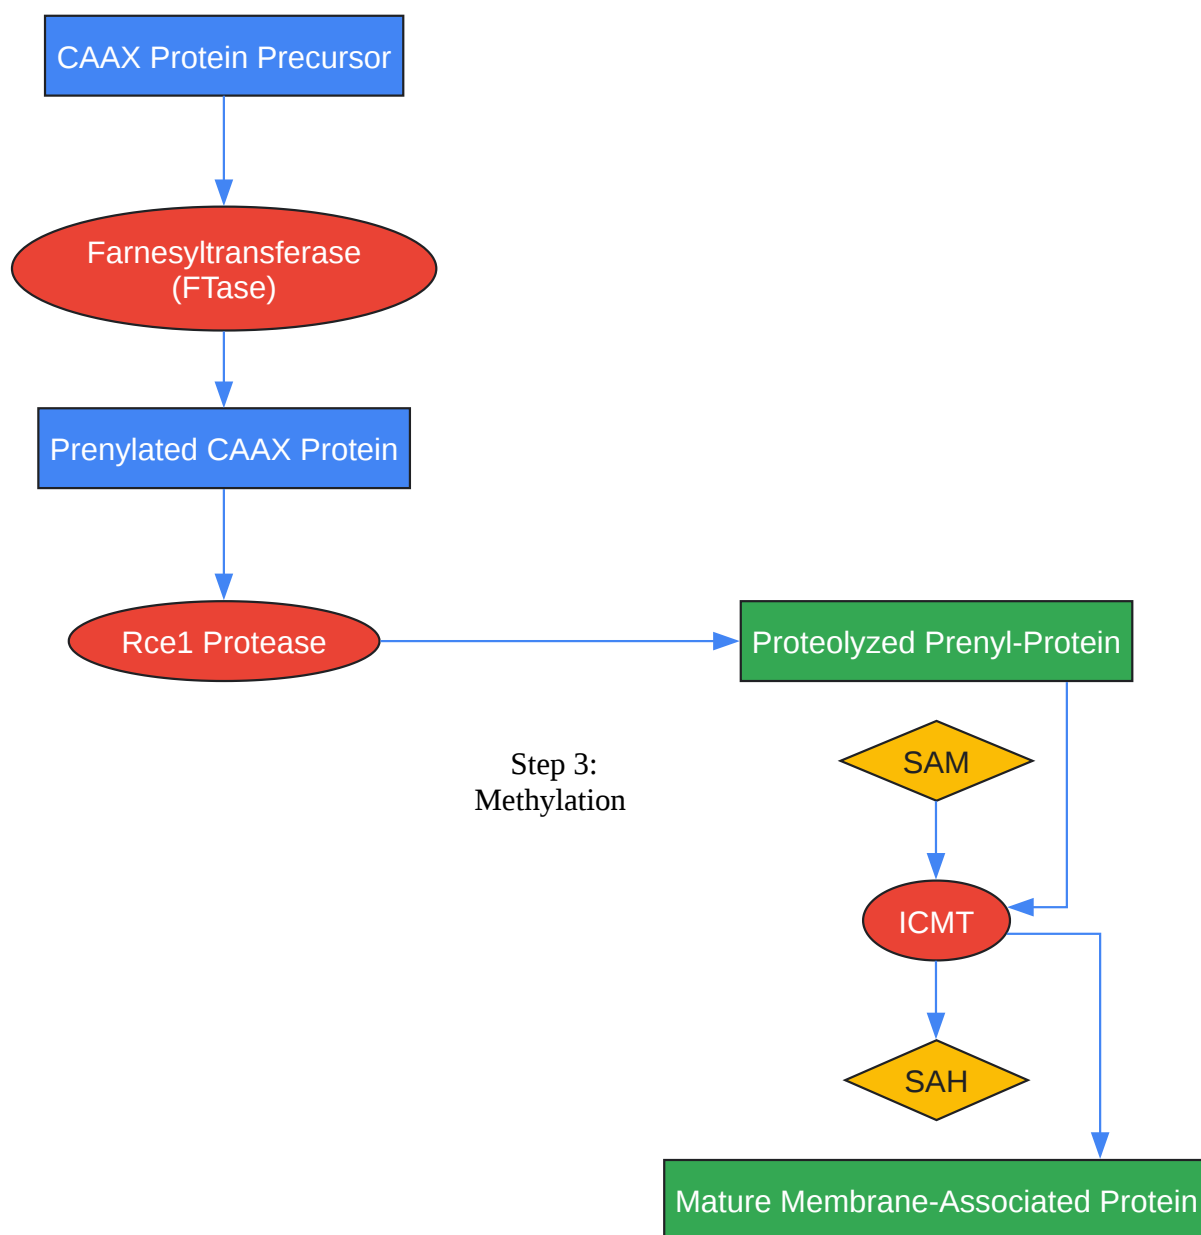 CAAX Protein Precursor
Farnesyltransferase
(FTase)
Prenylated CAAX Protein
Rce1 Protease
Proteolyzed Prenyl-Protein
Step 3:
Methylation
SAM
ICMT
SAH
Mature Membrane-Associated Protein